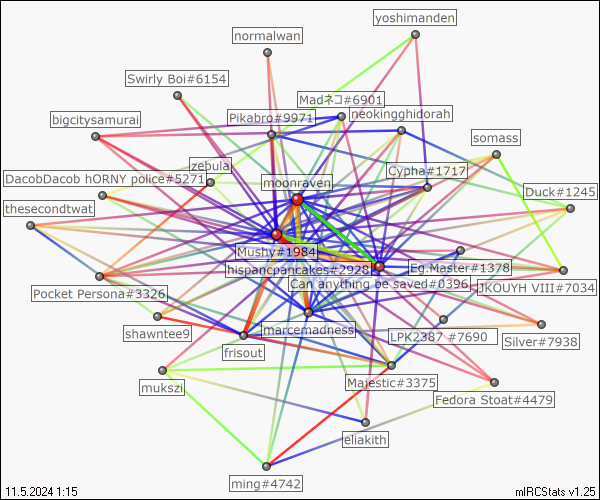 yoshimanden
normalwan
Swirly Boi#6154
Madネコ#6901
bigcitysamurai
Pikabro#9971
neokingghidorah
somass
zebula
Cypha#1717
DacobDacob hORNY police#5271
moonraven
Duck#1245
thesecondtwat
Mushy#1984
hispancpancakes#2928
Eg.Master#1378
Can anything be saved#0396
JKOUYH VIII#7034
Pocket Persona#3326
shawntee9
marcemadness
LPK2387 #7690
Silver#7938
frisout
mukszi
Majestic#3375
Fedora Stoat#4479
eliakith
ming#4742
11.5.2024 1:15
mIRCStats v1.25